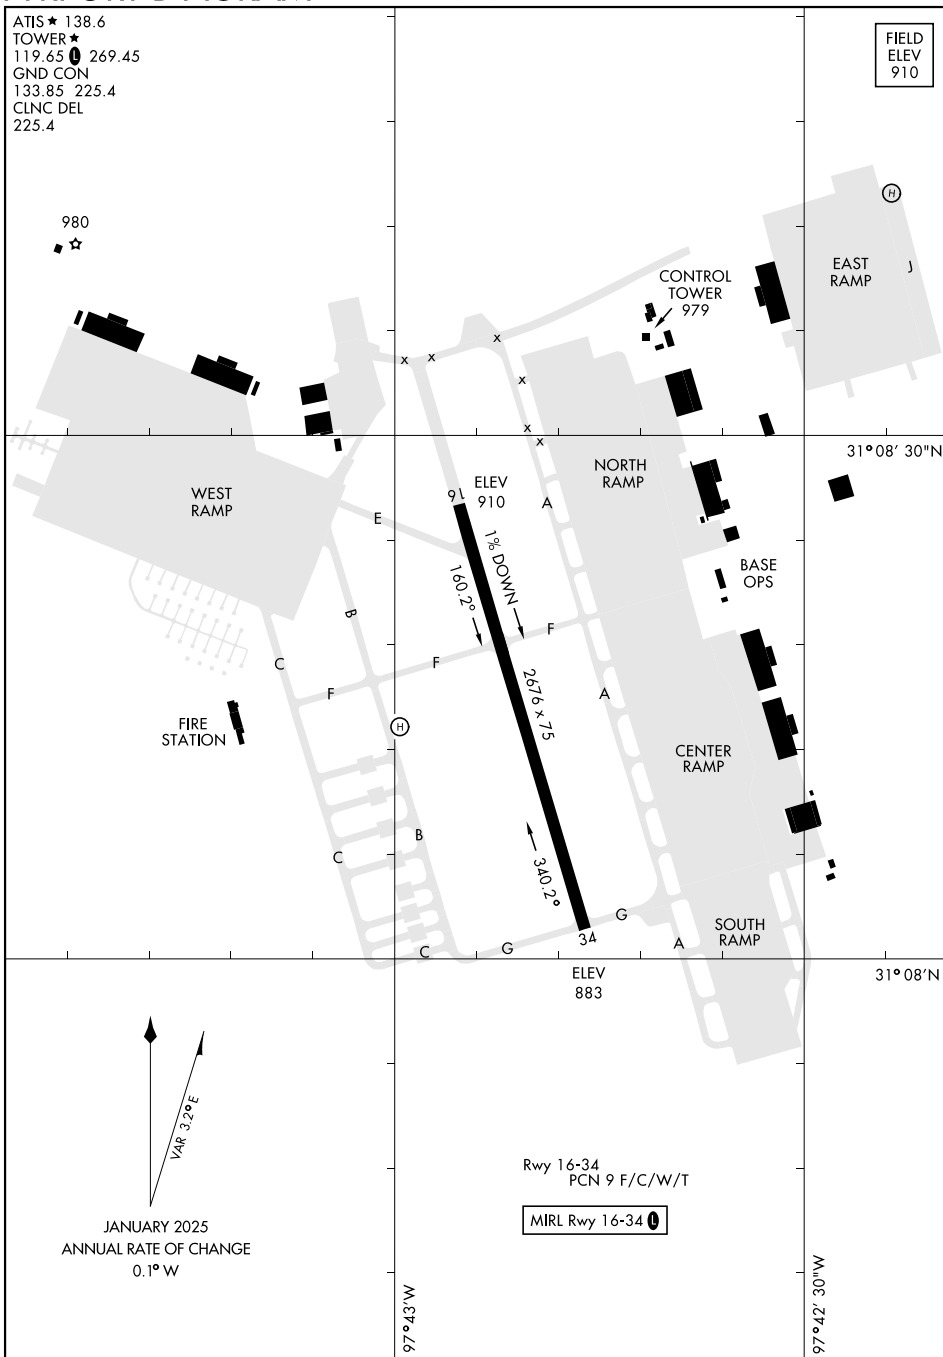 ATIS ★ 138.6
TOWER ★
119.65 L 269.45
GND CON
133.85 225.4
CLNC DEL
225.4
FIELD
ELEV
910
980
H
J
EAST
RAMP
CONTROL
TOWER
979
x
x
x
x
x
x
31°08' 30"N
NORTH
RAMP
WEST
RAMP
ELEV
910
16
A
E
1% DOWN
160.2°
BASE
OPS
B
F
F
C
F
A
2676 x 75
FIRE
STATION
H
CENTER
RAMP
B
C
340.2°
G
SOUTH
RAMP
34
A
C
G
ELEV
883
31°08'N
VAR 3.2° E
JANUARY 2025
ANNUAL RATE OF CHANGE
0.1° W
Rwy 16-34
PCN 9 F/C/W/T
MIRL Rwy 16-34 L
97°43'W
97°42' 30"W